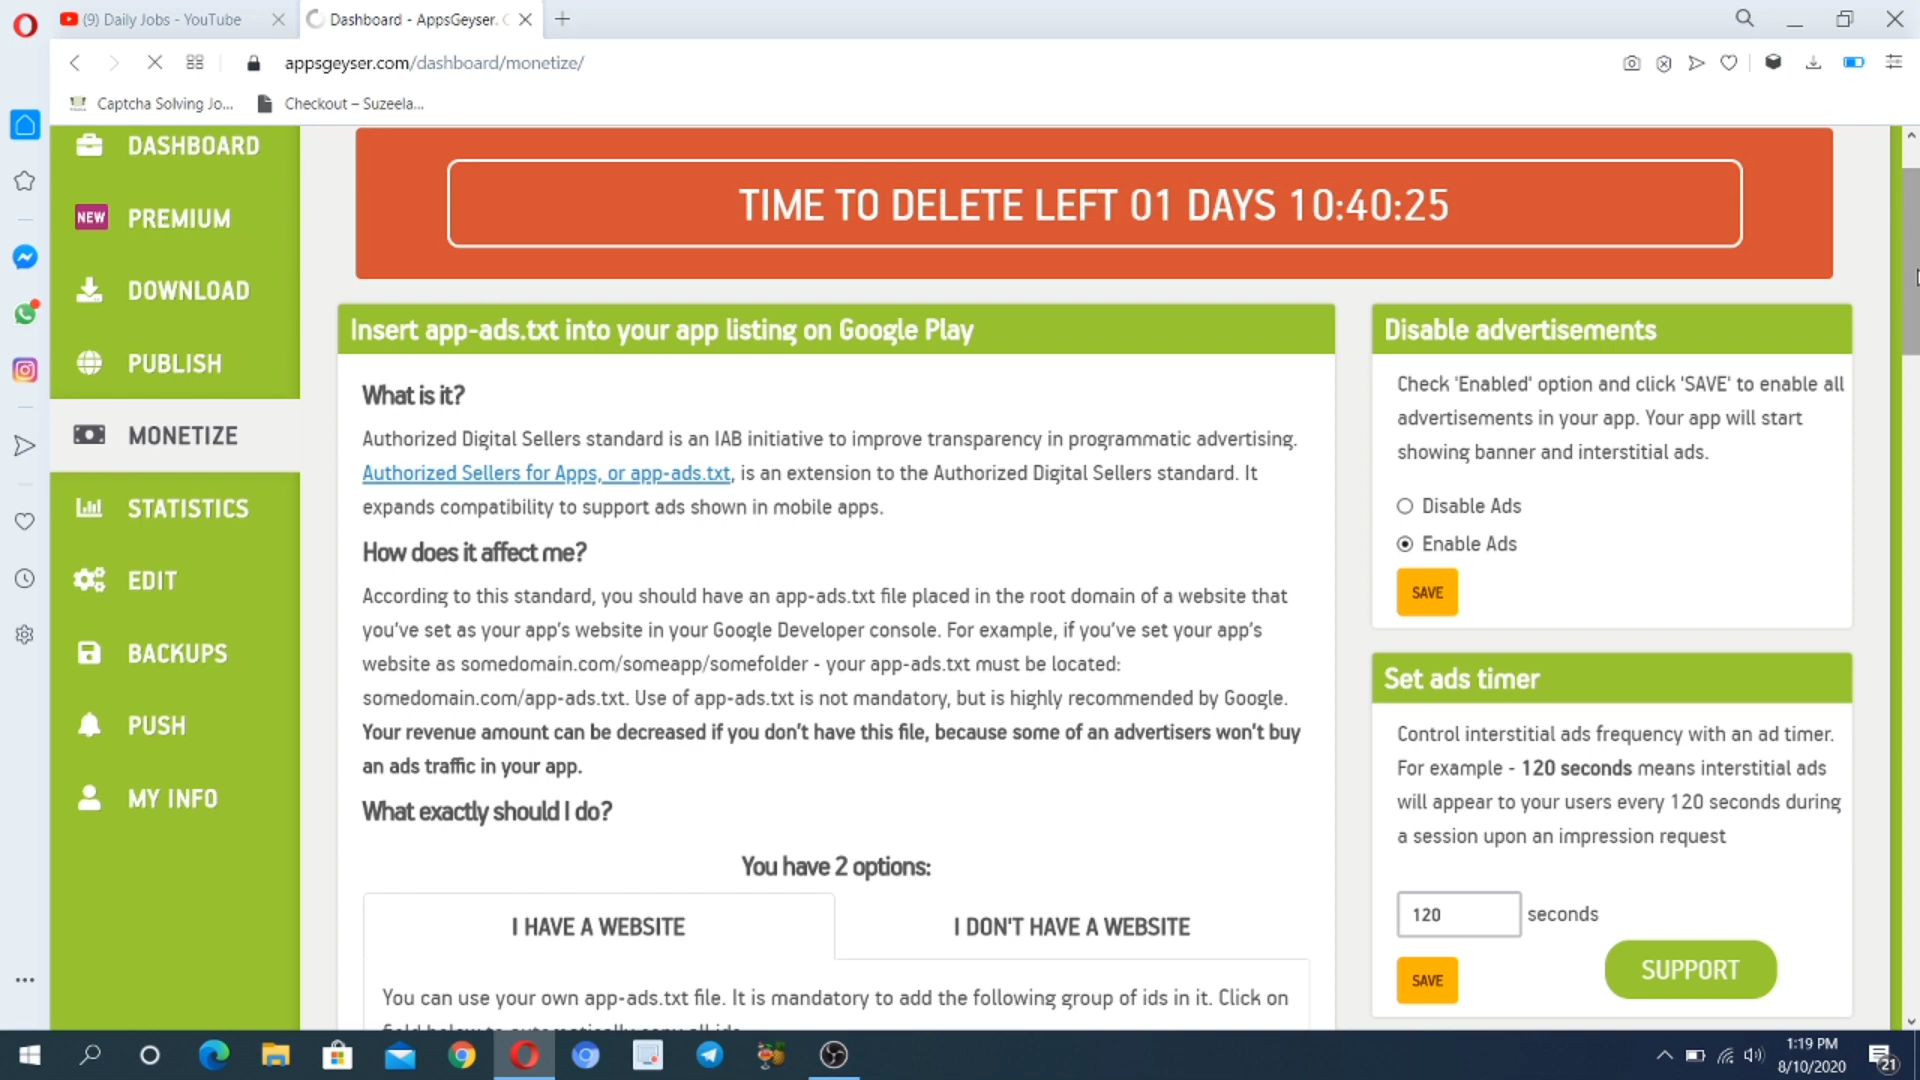 (9) Daily Jobs - YouTube
Dashboard - AppsGeyser.
appsgeyser.com/dashboard/monetize/
Captcha Solving Jo...
Checkout – Suzeela...
DASHBOARD
NEW PREMIUM
DOWNLOAD
PUBLISH
MONETIZE
STATISTICS
EDIT
BACKUPS
PUSH
MY INFO
TIME TO DELETE LEFT 01 DAYS 10:40:25
Insert app-ads.txt into your app listing on Google Play
What is it?
Authorized Digital Sellers standard is an IAB initiative to improve transparency in programmatic advertising.
Authorized Sellers for Apps, or app-ads.txt, is an extension to the Authorized Digital Sellers standard. It
expands compatibility to support ads shown in mobile apps.
How does it affect me?
According to this standard, you should have an app-ads.txt file placed in the root domain of a website that
you've set as your app's website in your Google Developer console. For example, if you've set your app's
website as somedomain.com/someapp/somefolder - your app-ads.txt must be located:
somedomain.com/app-ads.txt. Use of app-ads.txt is not mandatory, but is highly recommended by Google.
Your revenue amount can be decreased if you don't have this file, because some of an advertisers won't buy
an ads traffic in your app.
What exactly should I do?
You have 2 options:
I HAVE A WEBSITE
I DON'T HAVE A WEBSITE
You can use your own app-ads.txt file. It is mandatory to add the following group of ids in it. Click on
field below to automatically copy all ids
Disable advertisements
Check 'Enabled' option and click 'SAVE' to enable all
advertisements in your app. Your app will start
showing banner and interstitial ads.
Disable Ads
Enable Ads
SAVE
Set ads timer
Control interstitial ads frequency with an ad timer.
For example - 120 seconds means interstitial ads
will appear to your users every 120 seconds during
a session upon an impression request
120 seconds
SAVE
SUPPORT
1:19 PM
8/10/2020
21